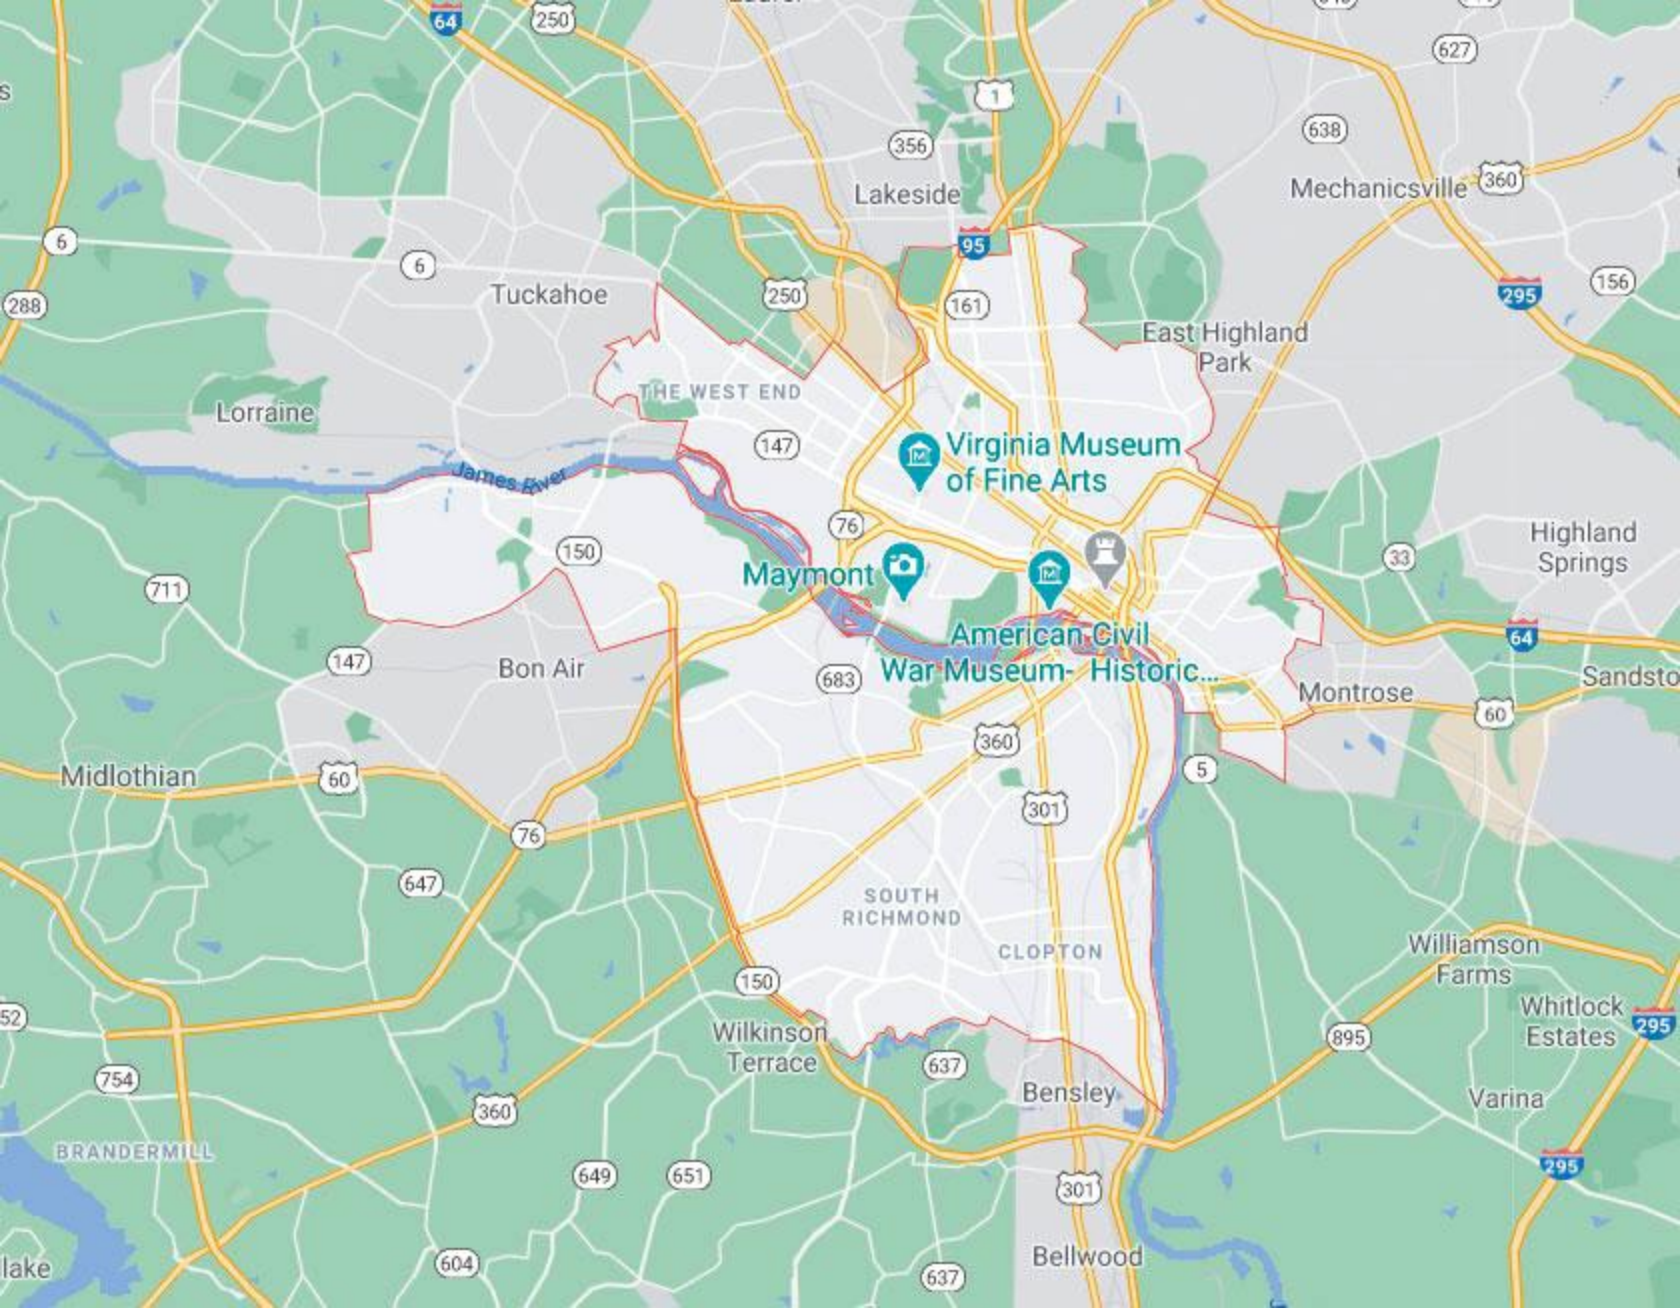 64
250
627
1
356
638
Lakeside
Mechanicsville
360
6
95
6
Tuckahoe
250
161
295
156
288
East Highland
Park
THE WEST END
Lorraine
147
Virginia Museum
of Fine Arts
James River
76
Highland
Springs
150
33
Maymont
711
American Civil
War Museum- Historic...
64
147
Bon Air
683
Montrose
Sandsto
60
360
Midlothian
60
5
301
76
647
SOUTH
RICHMOND
CLOPTON
Williamson
Farms
150
Whitlock
Estates
52
295
Wilkinson
Terrace
895
637
754
Bensley
Varina
360
BRANDERMILL
295
649
651
301
Bellwood
604
lake
637